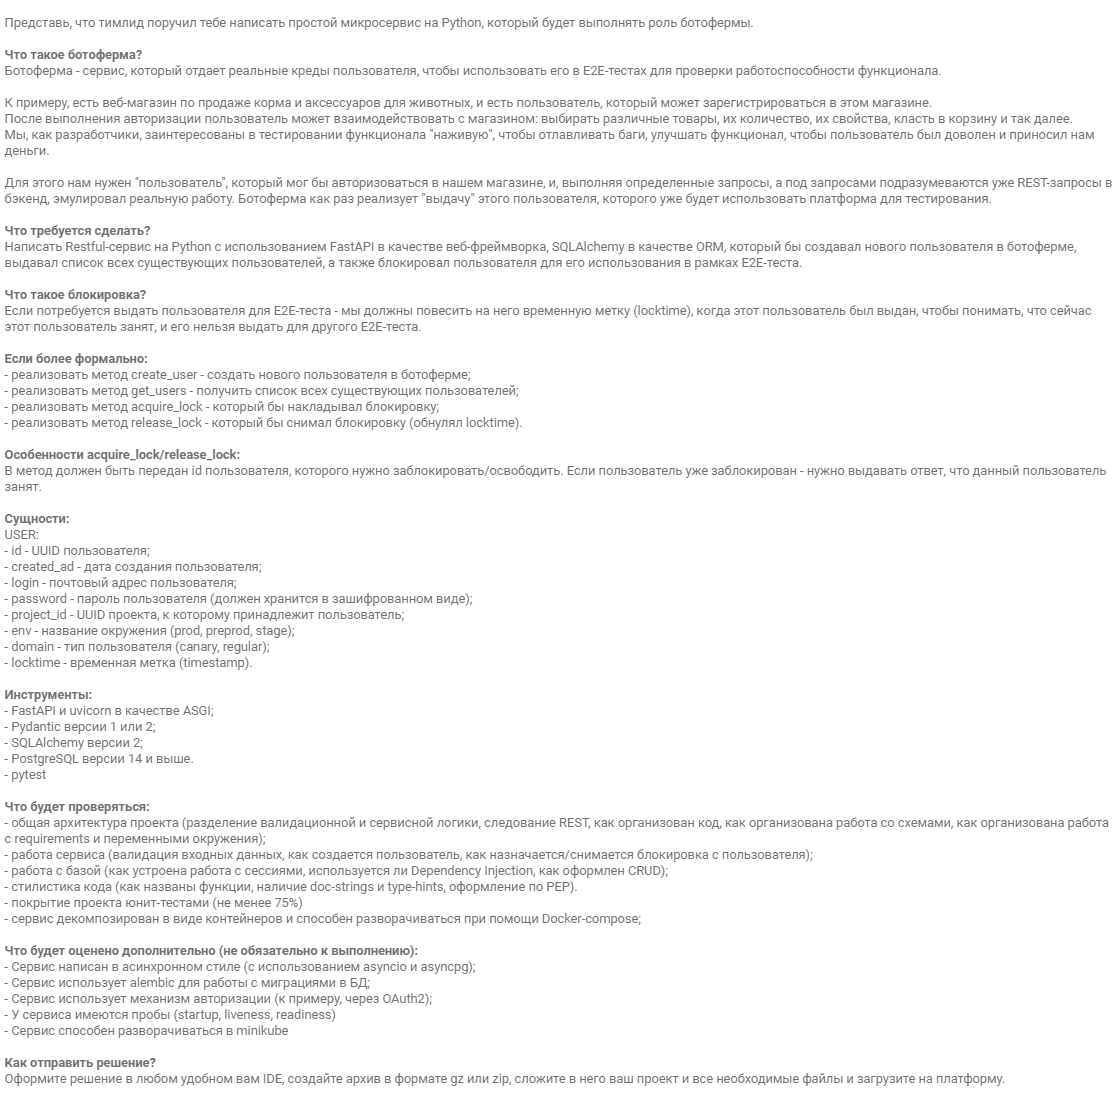 Представь, что тимлид поручил тебе написать простой микросервис на Python, который будет выполнять роль ботофермы.
Что такое ботоферма?
Ботоферма - сервис, который отдает реальные креды пользователя, чтобы использовать его в E2E-тестах для проверки работоспособности функционала.
К примеру, есть веб-магазин по продаже корма и аксессуаров для животных, и есть пользователь, который может зарегистрироваться в этом магазине.
После выполнения авторизации пользователь может взаимодействовать с магазином: выбирать различные товары, их количество, их свойства, класть в корзину и так далее.
Мы, как разработчики, заинтересованы в тестировании функционала "наживую", чтобы отлавливать баги, улучшать функционал, чтобы пользователь был доволен и приносил нам
деньги.
Для этого нам нужен "пользователь", который мог бы авторизоваться в нашем магазине, и, выполняя определенные запросы, а под запросами подразумеваются уже REST-запросы в
бэкенд, эмулировал реальную работу. Ботоферма как раз реализует "выдачу" этого пользователя, которого уже будет использовать платформа для тестирования.
Что требуется сделать?
Написать Restful-сервис на Python с использованием FastAPI в качестве веб-фреймворка, SQLAlchemy в качестве ORM, который бы создавал нового пользователя в ботоферме,
выдавал список всех существующих пользователей, а также блокировал пользователя для его использования в рамках E2E-теста.
Что такое блокировка?
Если потребуется выдать пользователя для E2E-теста - мы должны повесить на него временную метку (locktime), когда этот пользователь был выдан, чтобы понимать, что сейчас
этот пользователь занят, и его нельзя выдать для другого E2E-теста.
Если более формально:
- реализовать метод create_user - создать нового пользователя в ботоферме;
- реализовать метод get_users - получить список всех существующих пользователей;
- реализовать метод acquire_lock - который бы накладывал блокировку;
- реализовать метод release_lock - который бы снимал блокировку (обнулял locktime).
Особенности acquire_lock/release_lock:
В метод должен быть передан id пользователя, которого нужно заблокировать/освободить. Если пользователь уже заблокирован - нужно выдавать ответ, что данный пользователь
занят.
Сущности:
USER:
- id - UUID пользователя;
- created_ad - дата создания пользователя;
- login - почтовый адрес пользователя;
- password - пароль пользователя (должен хранится в зашифрованном виде);
- project_id - UUID проекта, к которому принадлежит пользователь;
- env - название окружения (prod, preprod, stage);
- domain - тип пользователя (canary, regular);
- locktime - временная метка (timestamp).
Инструменты:
- FastAPI и uvicorn в качестве ASGI;
- Pydantic версии 1 или 2;
- SQLAlchemy версии 2;
- PostgreSQL версии 14 и выше.
- pytest
Что будет проверяться:
- общая архитектура проекта (разделение валидационной и сервисной логики, следование REST, как организован код, как организована работа со схемами, как организована работа
с requirements и переменными окружения);
- работа сервиса (валидация входных данных, как создается пользователь, как назначается/снимается блокировка с пользователя);
- работа с базой (как устроена работа с сессиями, используется ли Dependency Injection, как оформлен CRUD);
- стилистика кода (как названы функции, наличие doc-strings и type-hints, оформление по PEP).
- покрытие проекта юнит-тестами (не менее 75%)
- сервис декомпозирован в виде контейнеров и способен разворачиваться при помощи Docker-compose;
Что будет оценено дополнительно (не обязательно к выполнению):
- Сервис написан в асинхронном стиле (с использованием asyncio и asyncpg);
- Сервис использует alembic для работы с миграциями в БД;
- Сервис использует механизм авторизации (к примеру, через OAuth2);
- У сервиса имеются пробы (startup, liveness, readiness)
- Сервис способен разворачиваться в minikube
Как отправить решение?
Оформите решение в любом удобном вам IDE, создайте архив в формате gz или zip, сложите в него ваш проект и все необходимые файлы и загрузите на платформу.